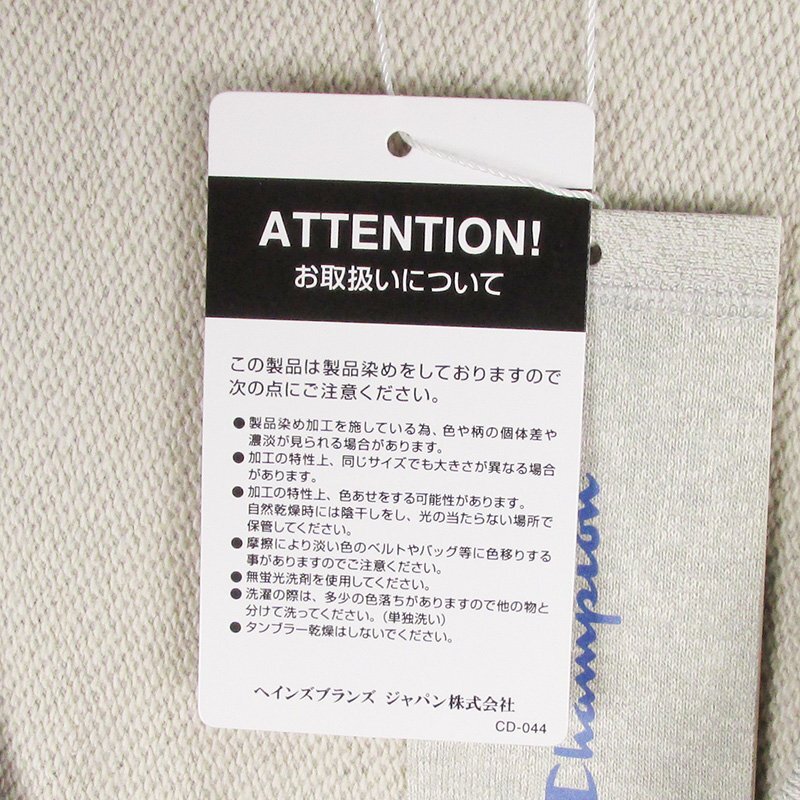 ATTENTION!
お取扱いについて
この製品は製品染めをしておりますので
次の点にご注意ください。
●製品染め加工を施している為、色や柄の個体差や
濃淡が見られる場合があります。
●加工の特性上、同じサイズでも大きさが異なる場合
があります。
●加工の特性上、色あせをする可能性があります。
自然乾燥時には陰干しをし、光の当たらない場所で
保管してください。
●摩擦により淡い色のベルトやバッグ等に色移りする
事がありますのでご注意ください。
●無蛍光洗剤を使用してください。
●洗濯の際は、多少の色落ちがありますので他の物と
分けて洗ってください。(単独洗い)
●タンブラー乾燥はしないでください。
ヘインズブランズ ジャパン株式会社
CD-044
Champion